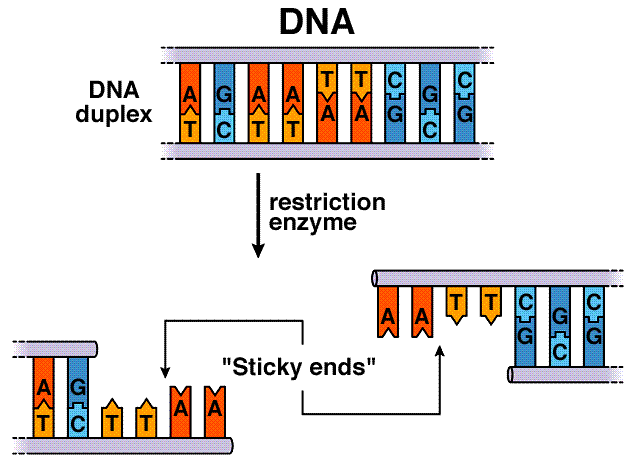 DNA
DNA
duplex
A G A A T T C G C
T C T T A A G C G
restriction
enzyme
A A T T C G C
G C G
"Sticky ends"
A G
T C T T A A